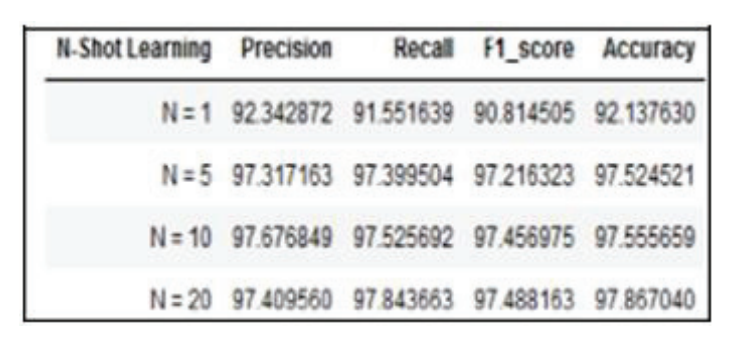 N-Shot Learning Precision Recall F1_score Accuracy
N = 1 92.342872 91.551639 90.814505 92.137630
N = 5 97.317163 97.399504 97.216323 97.524521
N = 10 97.676849 97.525692 97.456975 97.555659
N = 20 97.409560 97.843663 97.488163 97.867040